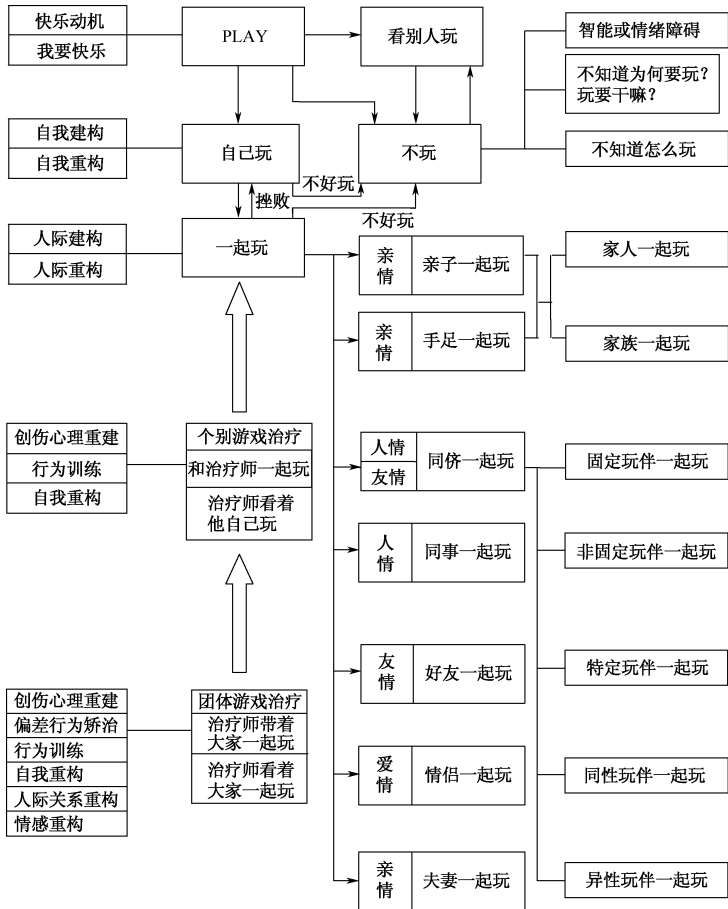 快乐动机
我要快乐
PLAY
看别人玩
智能或情绪障碍
不知道为何要玩？
玩要干嘛？
自我建构
自我重构
自己玩
不玩
不知道怎么玩
不好玩
挫败
不好玩
人际建构
人际重构
一起玩
亲情
亲子一起玩
家人一起玩
亲情
手足一起玩
家族一起玩
创伤心理重建
行为训练
自我重构
个别游戏治疗
和治疗师一起玩
治疗师看着
他自己玩
人情
友情
同侪一起玩
固定玩伴一起玩
人情
同事一起玩
非固定玩伴一起玩
友情
好友一起玩
特定玩伴一起玩
创伤心理重建
偏差行为矫治
行为训练
自我重构
人际关系重构
情感重构
团体游戏治疗
治疗师带着
大家一起玩
治疗师看着
大家一起玩
爱情
情侣一起玩
同性玩伴一起玩
亲情
夫妻一起玩
异性玩伴一起玩